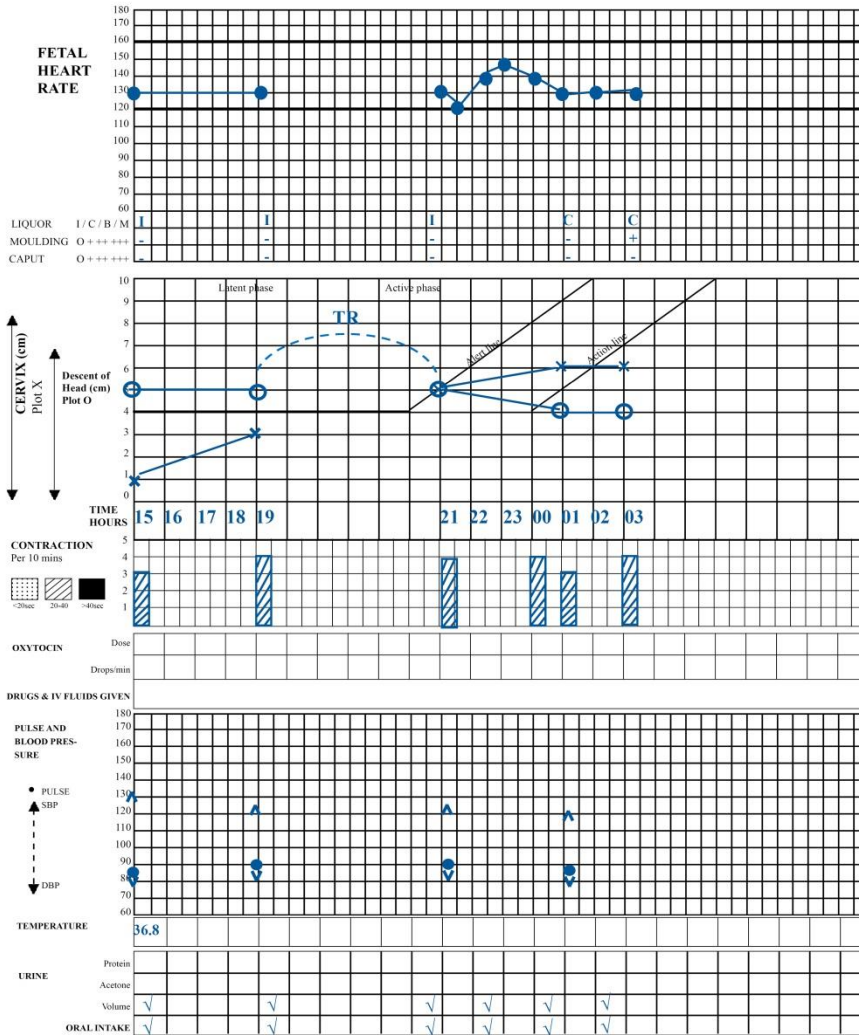 180
170
160
150
140
130
120
110
100
90
80
70
60
FETAL
HEART
RATE
LIQUOR I / C / B / M I I I C C
MOULDING O + ++ +++ - - - - +
CAPUT O + ++ +++ - - - - -
10
9
8
7
6
5
4
3
2
1
0
Latent phase Active phase
TR
Alert line
Action line
CERVIX (cm)
Plot X
Descent of
Head (cm)
Plot O
TIME
HOURS
15 16 17 18 19 21 22 23 00 01 02 03
CONTRACTION
Per 10 mins
5
4
3
2
1
<20sec 20-40 >40sec
OXYTOCIN Dose
Drops/min
DRUGS & IV FLUIDS GIVEN
180
170
160
150
140
130
120
110
100
90
80
70
60
PULSE AND
BLOOD PRES-
SURE
PULSE
SBP
DBP
TEMPERATURE 36.8
URINE
Protein
Acetone
Volume √ √ √ √ √ √
ORAL INTAKE √ √ √ √ √ √